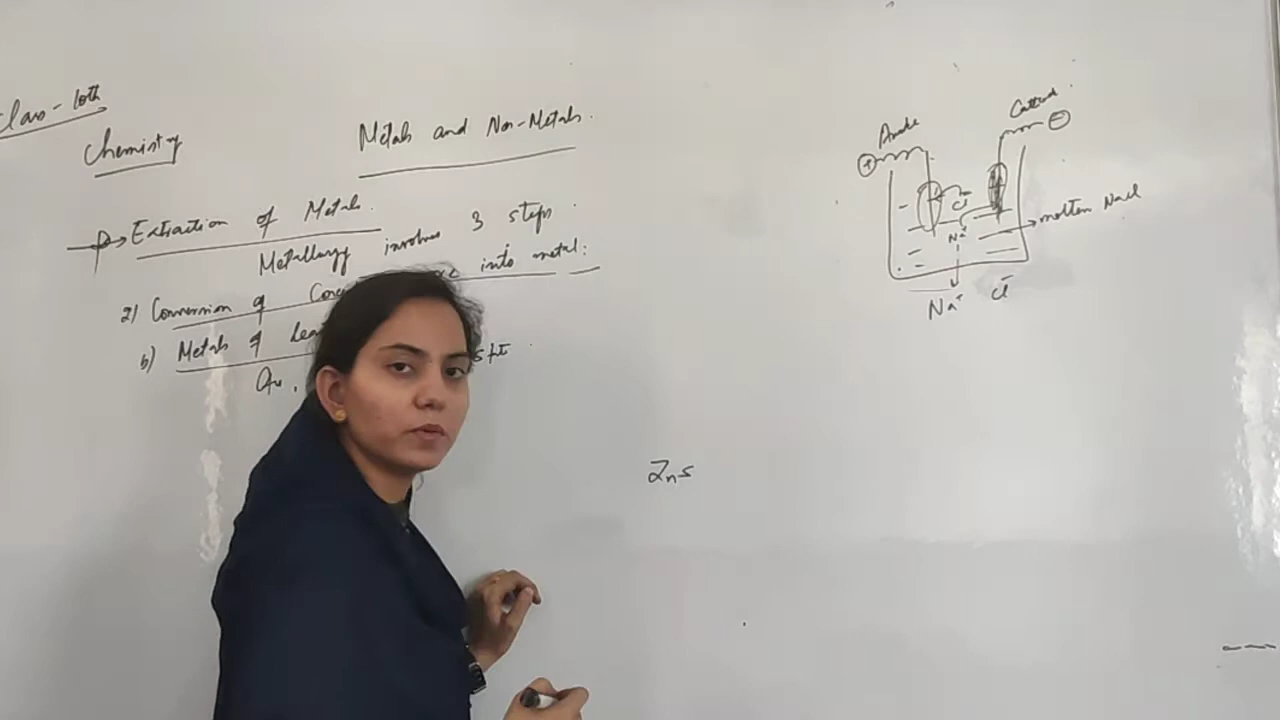 Class - 10th
Chemistry
Metals and Non-Metals.
Extraction of Metals.
Metallurgy involves 3 steps.
2) Conversion of Conc into metal:
b) Metals of lea
ZnS
Anode
Cathode
+
−
Cl⁻
Na⁺
molten NaCl
Na⁺ Cl⁻